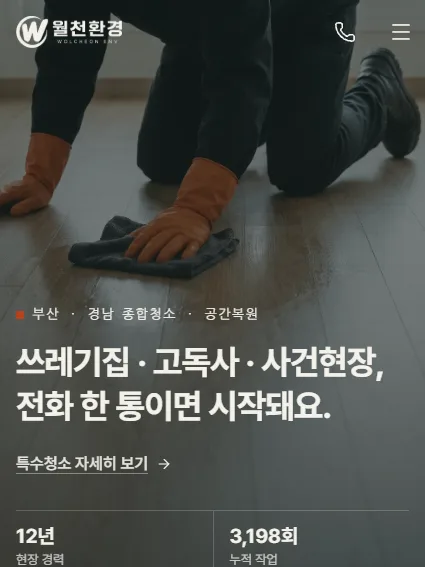 월천환경
WOLCHEON ENV
부산 · 경남 종합청소 · 공간복원
쓰레기집 · 고독사 · 사건현장,
전화 한 통이면 시작돼요.
특수청소 자세히 보기 →
12년
현장 경력
3,198회
누적 작업